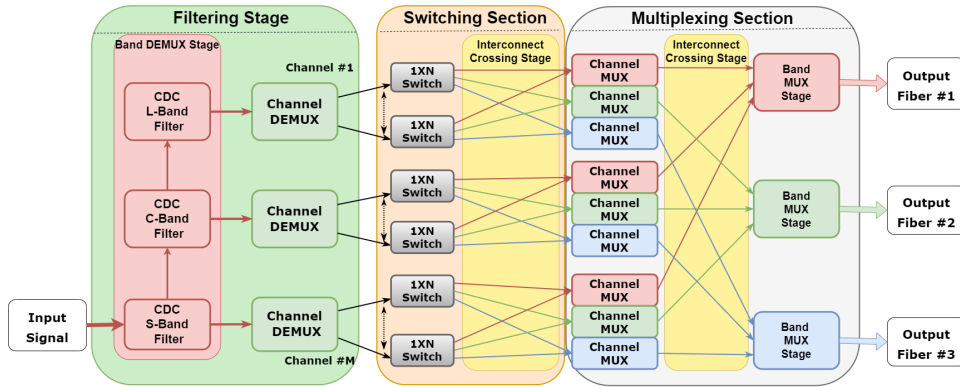 Filtering Stage
Switching Section
Multiplexing Section
Band DEMUX Stage
Interconnect
Crossing Stage
Interconnect
Crossing Stage
Channel #1
CDC
L-Band
Filter
Channel
DEMUX
1XN
Switch
1XN
Switch
Channel
MUX
Channel
MUX
Channel
MUX
Band
MUX
Stage
Output
Fiber #1
CDC
C-Band
Filter
Channel
DEMUX
1XN
Switch
1XN
Switch
Channel
MUX
Channel
MUX
Channel
MUX
Band
MUX
Stage
Output
Fiber #2
Input
Signal
CDC
S-Band
Filter
Channel
DEMUX
Channel #M
1XN
Switch
1XN
Switch
Channel
MUX
Channel
MUX
Channel
MUX
Band
MUX
Stage
Output
Fiber #3